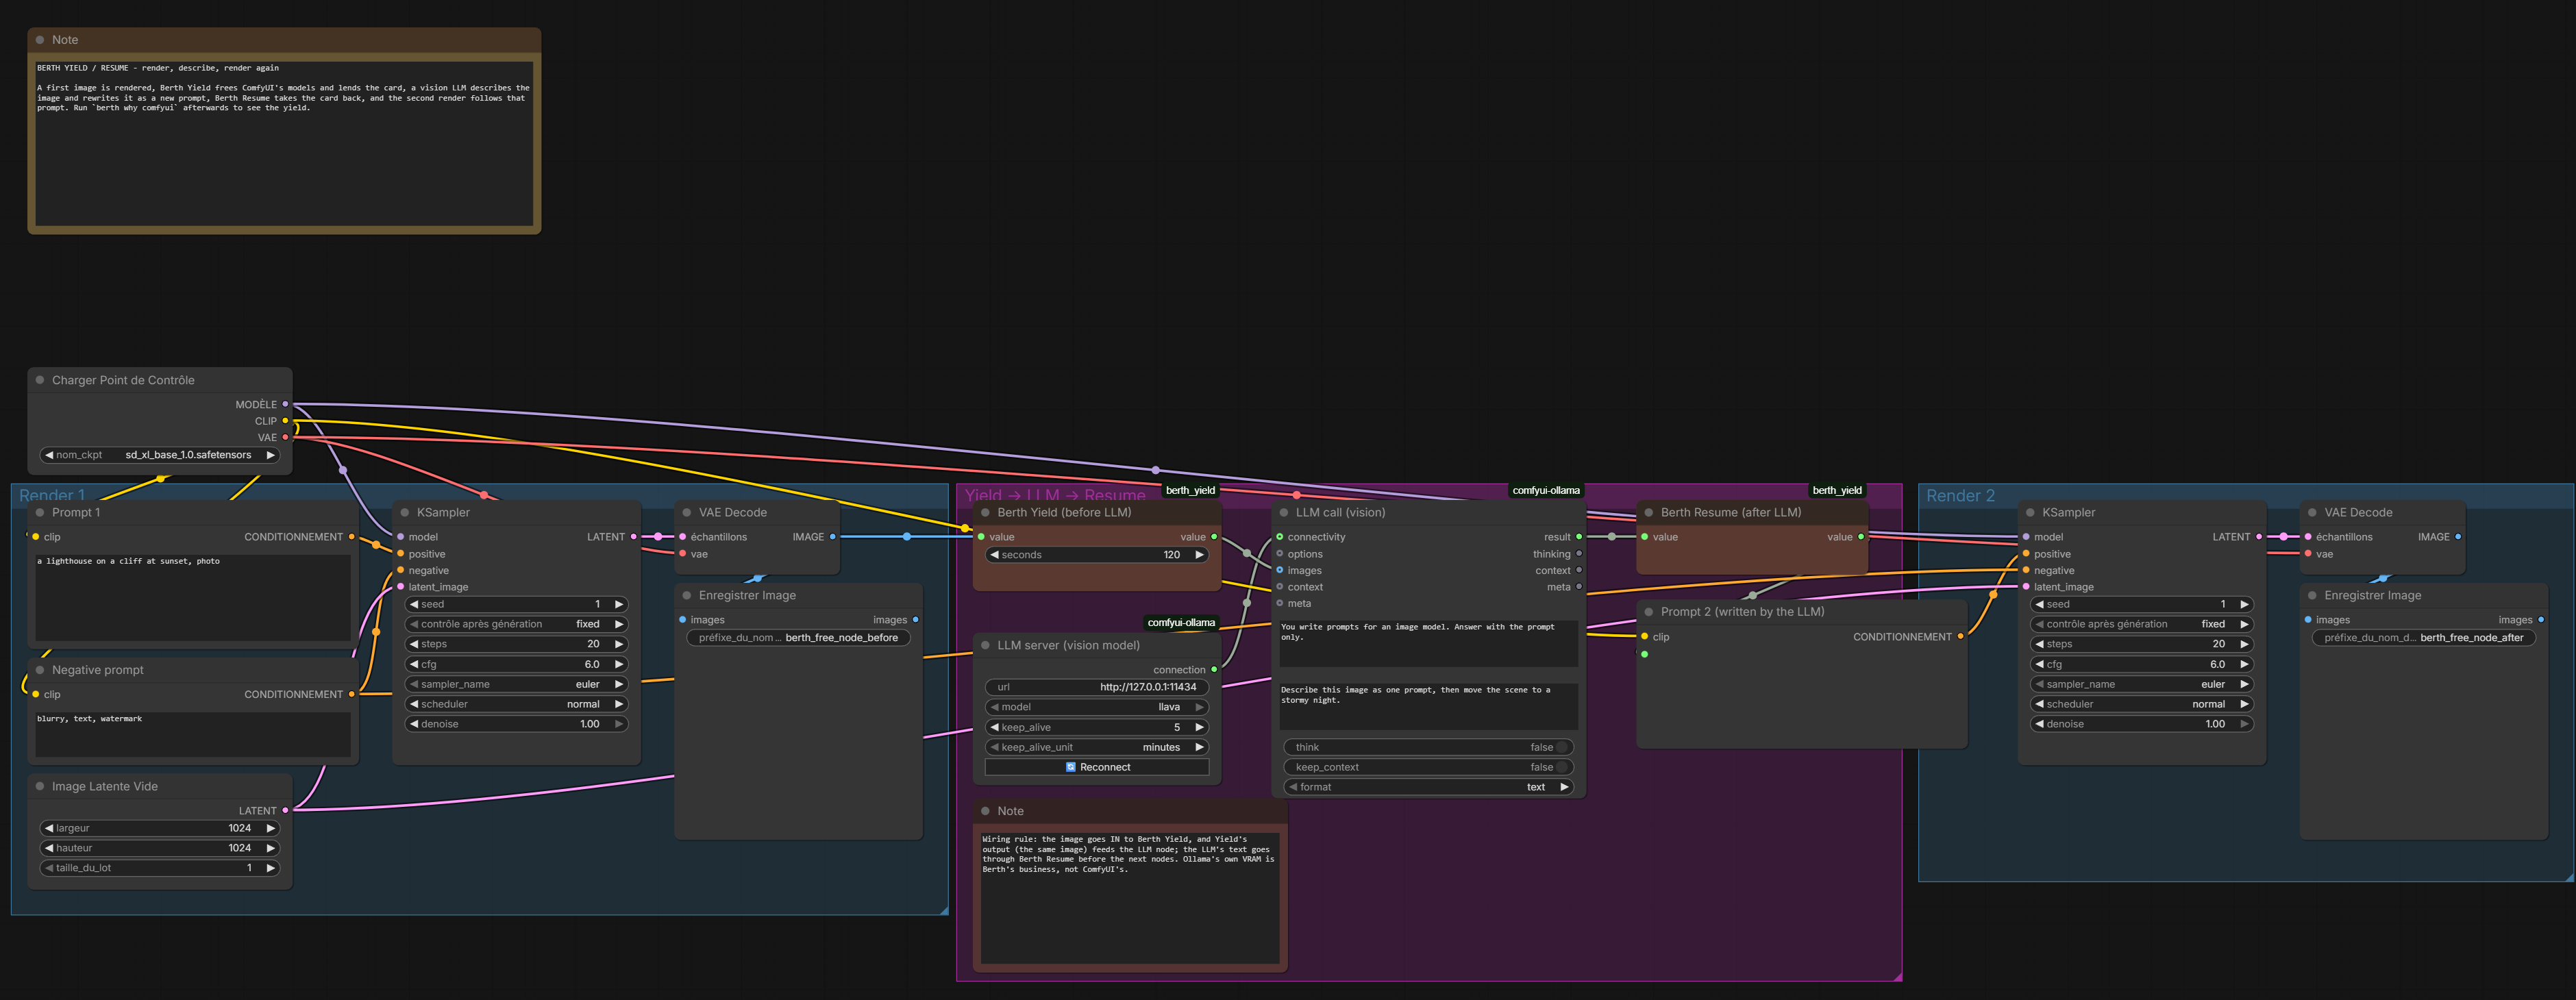 Note
BERTH YIELD / RESUME - render, describe, render again
A first image is rendered, Berth Yield frees ComfyUI's models and lends the card, a vision LLM describes the
image and rewrites it as a new prompt, Berth Resume takes the card back, and the second render follows that
prompt. Run `berth why comfyui` afterwards to see the yield.
Charger Point de Contrôle
MODÈLE
CLIP
VAE
nom_ckpt sd_xl_base_1.0.safetensors
Render 1
Prompt 1
clip CONDITIONNEMENT
a lighthouse on a cliff at sunset, photo
Negative prompt
clip CONDITIONNEMENT
blurry, text, watermark
Image Latente Vide
LATENT
largeur 1024
hauteur 1024
taille_du_lot 1
KSampler
model LATENT
positive
negative
latent_image
seed 1
contrôle après génération fixed
steps 20
cfg 6.0
sampler_name euler
scheduler normal
denoise 1.00
VAE Decode
échantillons IMAGE
vae
Enregistrer Image
images images
préfixe_du_nom ... berth_free_node_before
Yield → LLM → Resume
berth_yield
Berth Yield (before LLM)
value value
seconds 120
comfyui-ollama
LLM server (vision model)
connection
url http://127.0.0.1:11434
model llava
keep_alive 5
keep_alive_unit minutes
Reconnect
Note
Wiring rule: the image goes IN to Berth Yield, and Yield's
output (the same image) feeds the LLM node; the LLM's text goes
through Berth Resume before the next nodes. Ollama's own VRAM is
Berth's business, not ComfyUI's.
comfyui-ollama
LLM call (vision)
connectivity result
options thinking
images context
context meta
meta
You write prompts for an image model. Answer with the prompt
only.
Describe this image as one prompt, then move the scene to a
stormy night.
think false
keep_context false
format text
berth_yield
Berth Resume (after LLM)
value value
Prompt 2 (written by the LLM)
clip CONDITIONNEMENT
Render 2
KSampler
model LATENT
positive
negative
latent_image
seed 1
contrôle après génération fixed
steps 20
cfg 6.0
sampler_name euler
scheduler normal
denoise 1.00
VAE Decode
échantillons IMAGE
vae
Enregistrer Image
images images
préfixe_du_nom_d... berth_free_node_after